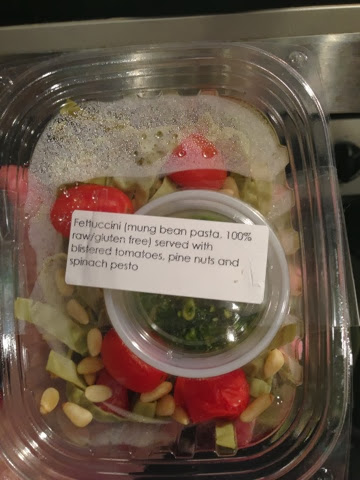 Fettuccini (mung bean pasta, 100%
raw/gluten free) served with
blistered tomatoes, pine nuts and
spinach pesto